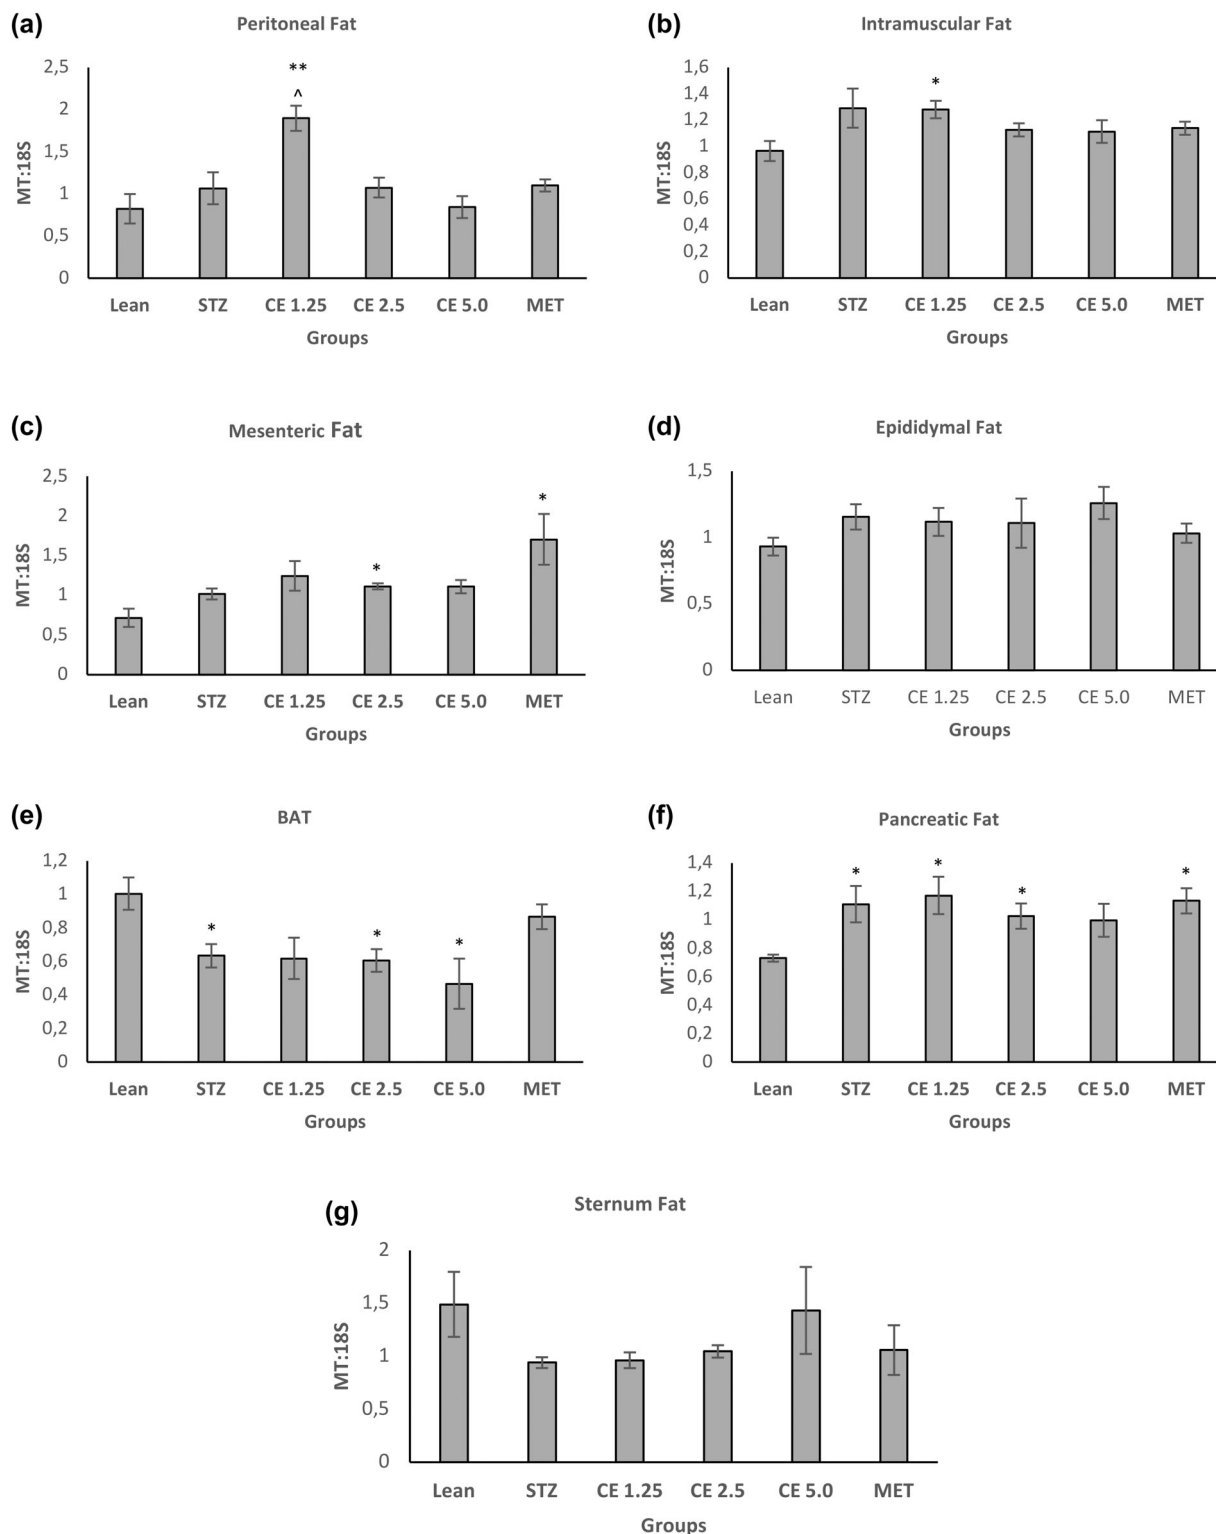 (a)
Peritoneal Fat
2,5
2
1,5
1
0,5
0
MT:18S
**
^
Lean STZ CE 1.25 CE 2.5 CE 5.0 MET
Groups
(b)
Intramuscular Fat
1,6
1,4
1,2
1
0,8
0,6
0,4
0,2
0
MT:18S
*
Lean STZ CE 1.25 CE 2.5 CE 5.0 MET
Groups
(c)
Mesenteric Fat
2,5
2
1,5
1
0,5
0
MT:18S
* *
Lean STZ CE 1.25 CE 2.5 CE 5.0 MET
Groups
(d)
Epididymal Fat
1,5
1
0,5
0
MT:18S
Lean STZ CE 1.25 CE 2.5 CE 5.0 MET
Groups
(e)
BAT
1,2
1
0,8
0,6
0,4
0,2
0
MT:18S
* * *
Lean STZ CE 1.25 CE 2.5 CE 5.0 MET
Groups
(f)
Pancreatic Fat
1,4
1,2
1
0,8
0,6
0,4
0,2
0
MT:18S
* * * *
Lean STZ CE 1.25 CE 2.5 CE 5.0 MET
Groups
(g)
Sternum Fat
2
1,5
1
0,5
0
MT:18S
Lean STZ CE 1.25 CE 2.5 CE 5.0 MET
Groups